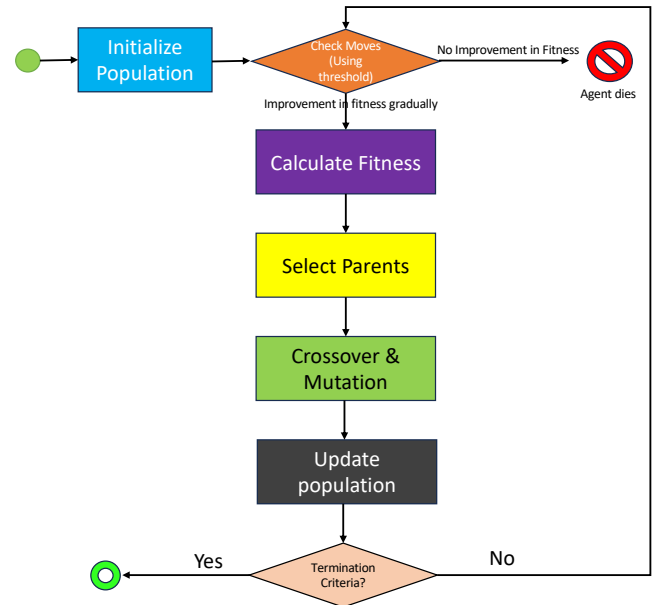 Initialize
Population
Check Moves
(Using
threshold)
No Improvement in Fitness
Agent dies
Improvement in fitness gradually
Calculate Fitness
Select Parents
Crossover &
Mutation
Update
population
Termination
Criteria?
Yes
No